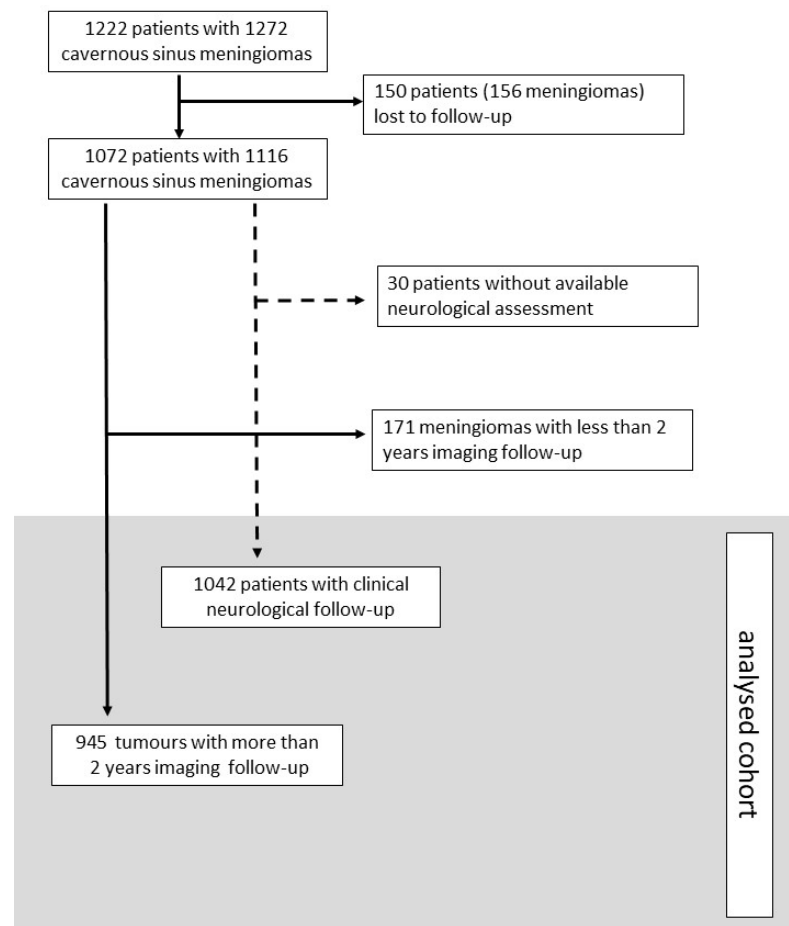 1222 patients with 1272
cavernous sinus meningiomas
150 patients (156 meningiomas)
lost to follow-up
1072 patients with 1116
cavernous sinus meningiomas
30 patients without available
neurological assessment
171 meningiomas with less than 2
years imaging follow-up
1042 patients with clinical
neurological follow-up
945 tumours with more than
2 years imaging follow-up
analysed cohort